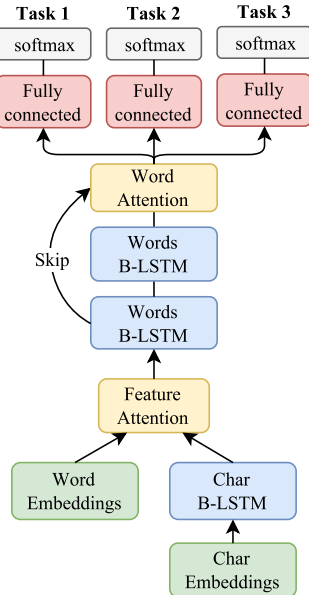 Task 1 Task 2 Task 3
softmax softmax softmax
Fully connected
Fully connected
Fully connected
Word
Attention
Skip
Words
B-LSTM
Words
B-LSTM
Feature
Attention
Word
Embeddings
Char
B-LSTM
Char
Embeddings